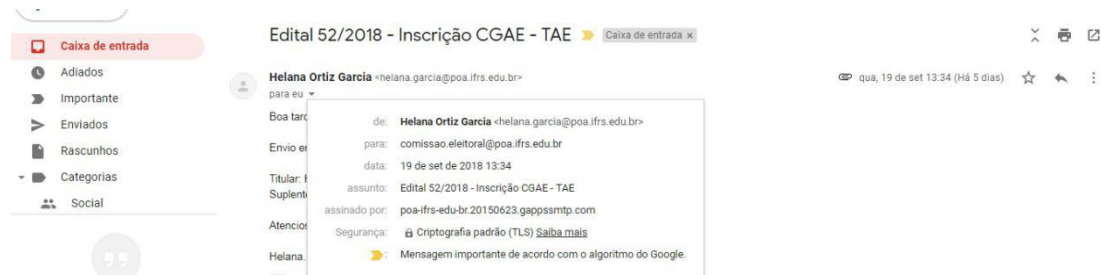 Edital 52/2018 - Inscrição CGAE - TAE Caixa de entrada x
Caixa de entrada
Adiados
Importante
Enviados
Rascunhos
Categorias
Social
Helana Ortiz Garcia <helana.garcia@poa.ifrs.edu.br> qua, 19 de set 13:34 (Há 5 dias)
para eu
Boa tard
Envio e
Titular:
Suplent
Atencios
Helana.
de: Helana Ortiz Garcia <helana.garcia@poa.ifrs.edu.br>
para: comissao.eleitoral@poa.ifrs.edu.br
data: 19 de set de 2018 13:34
assunto: Edital 52/2018 - Inscrição CGAE - TAE
assinado por: poa-ifrs-edu-br.20150623.gappssmtp.com
Segurança: Criptografia padrão (TLS) Saiba mais
: Mensagem importante de acordo com o algoritmo do Google.